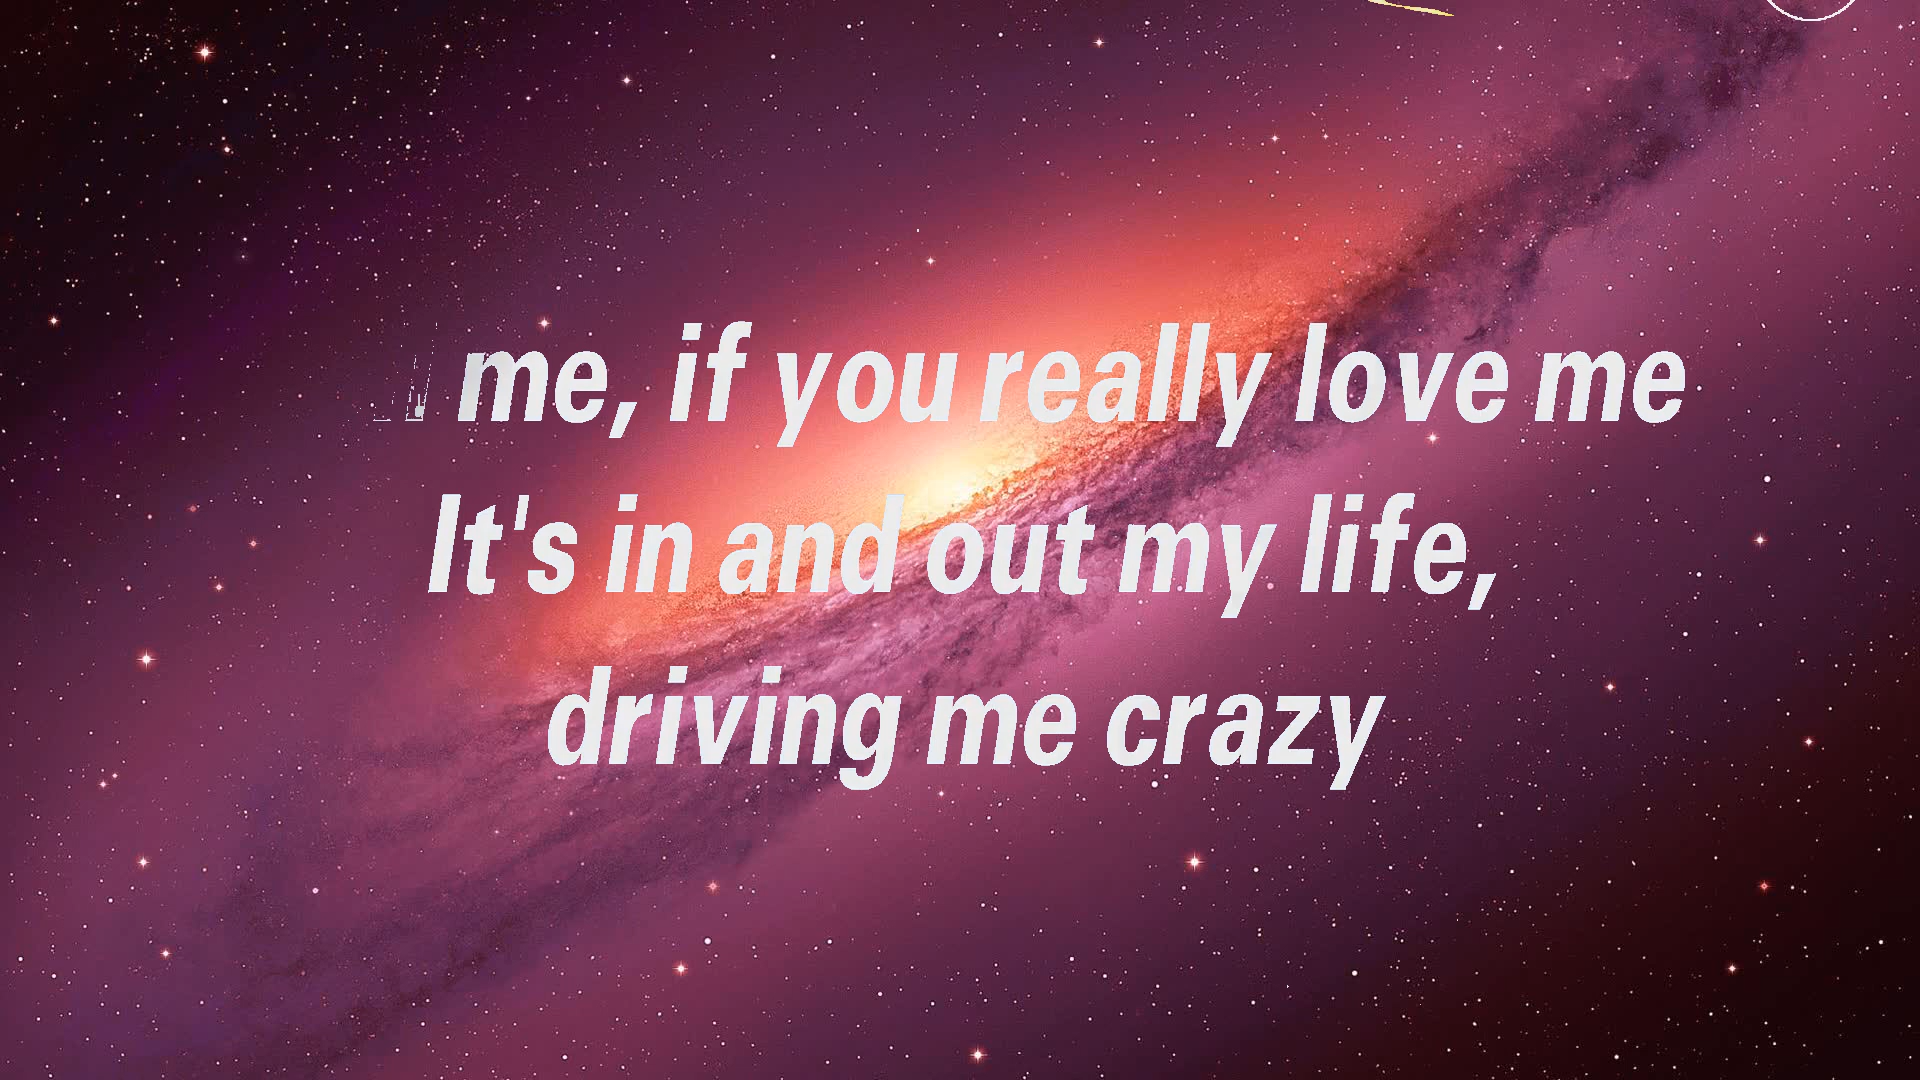 me, if you really love me
It's in and out my life,
driving me crazy